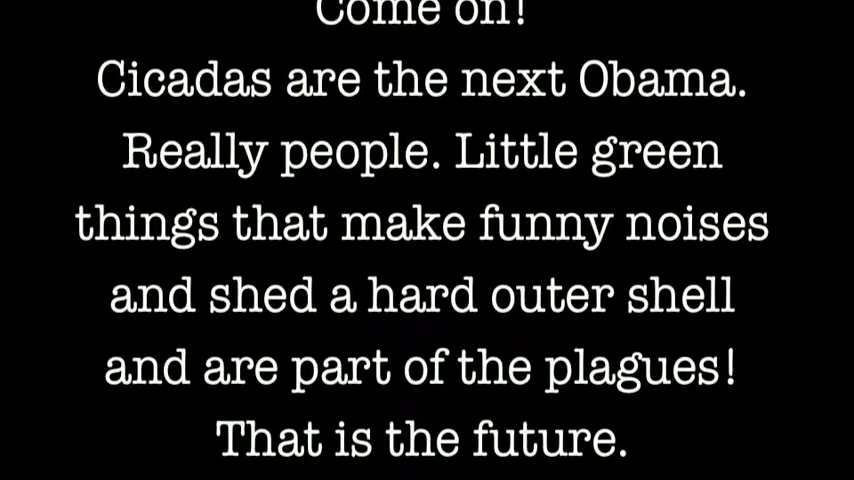 Come on!
Cicadas are the next Obama.
Really people. Little green
things that make funny noises
and shed a hard outer shell
and are part of the plagues!
That is the future.